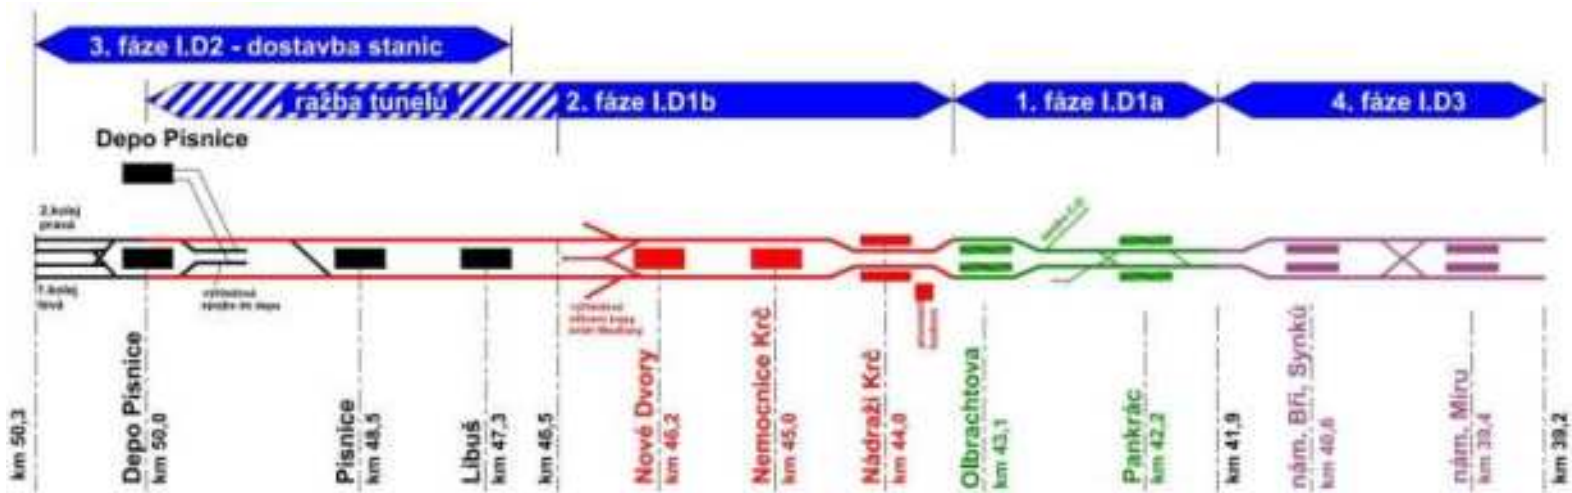 3. fáze I.D2 - dostavba stanic
ražba tunelů
2. fáze I.D1b
1. fáze I.D1a
4. fáze I.D3
Depo Písnice
2.kolej
pravá
1.kolej
levá
km 50,3
Depo Písnice
km 50,0
Písnice
km 48,5
Libuš
km 47,3
km 46,5
Nové Dvory
km 46,2
Nemocnice Krč
km 45,0
Nádraží Krč
km 44,0
Olbrachtova
km 43,1
Pankrác
km 42,2
km 41,9
nám. Bří. Synků
km 40,6
nám. Míru
km 39,4
km 39,2